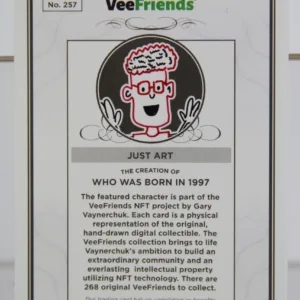 No. 257
VeeFriends
JUST ART
THE CREATION OF
WHO WAS BORN IN 1997
The featured character is part of the
VeeFriends NFT project by Gary
Vaynerchuk. Each card is a physical
representation of the original,
hand-drawn digital collectible. The
VeeFriends collection brings to life
Vaynerchuk's ambition to build an
extraordinary community and an
everlasting intellectual property
utilizing NFT technology. There are
268 original VeeFriends to collect.